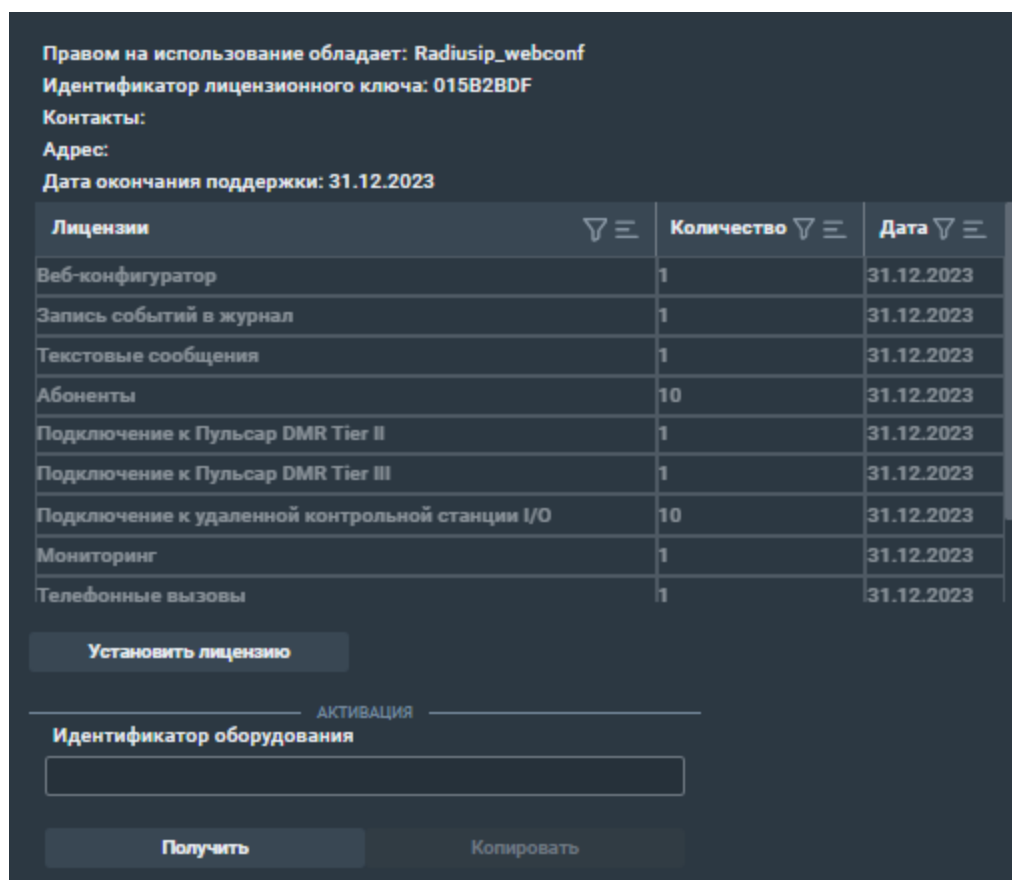 Правом на использование обладает: Radiusip_webconf
Идентификатор лицензионного ключа: 015B2BDF
Контакты:
Адрес:
Дата окончания поддержки: 31.12.2023
Лицензии Количество Дата
Веб-конфигуратор 1 31.12.2023
Запись событий в журнал 1 31.12.2023
Текстовые сообщения 1 31.12.2023
Абоненты 10 31.12.2023
Подключение к Пульсар DMR Tier II 1 31.12.2023
Подключение к Пульсар DMR Tier III 1 31.12.2023
Подключение к удаленной контрольной станции I/O 10 31.12.2023
Мониторинг 1 31.12.2023
Телефонные вызовы 1 31.12.2023
Установить лицензию
АКТИВАЦИЯ
Идентификатор оборудования
Получить Копировать